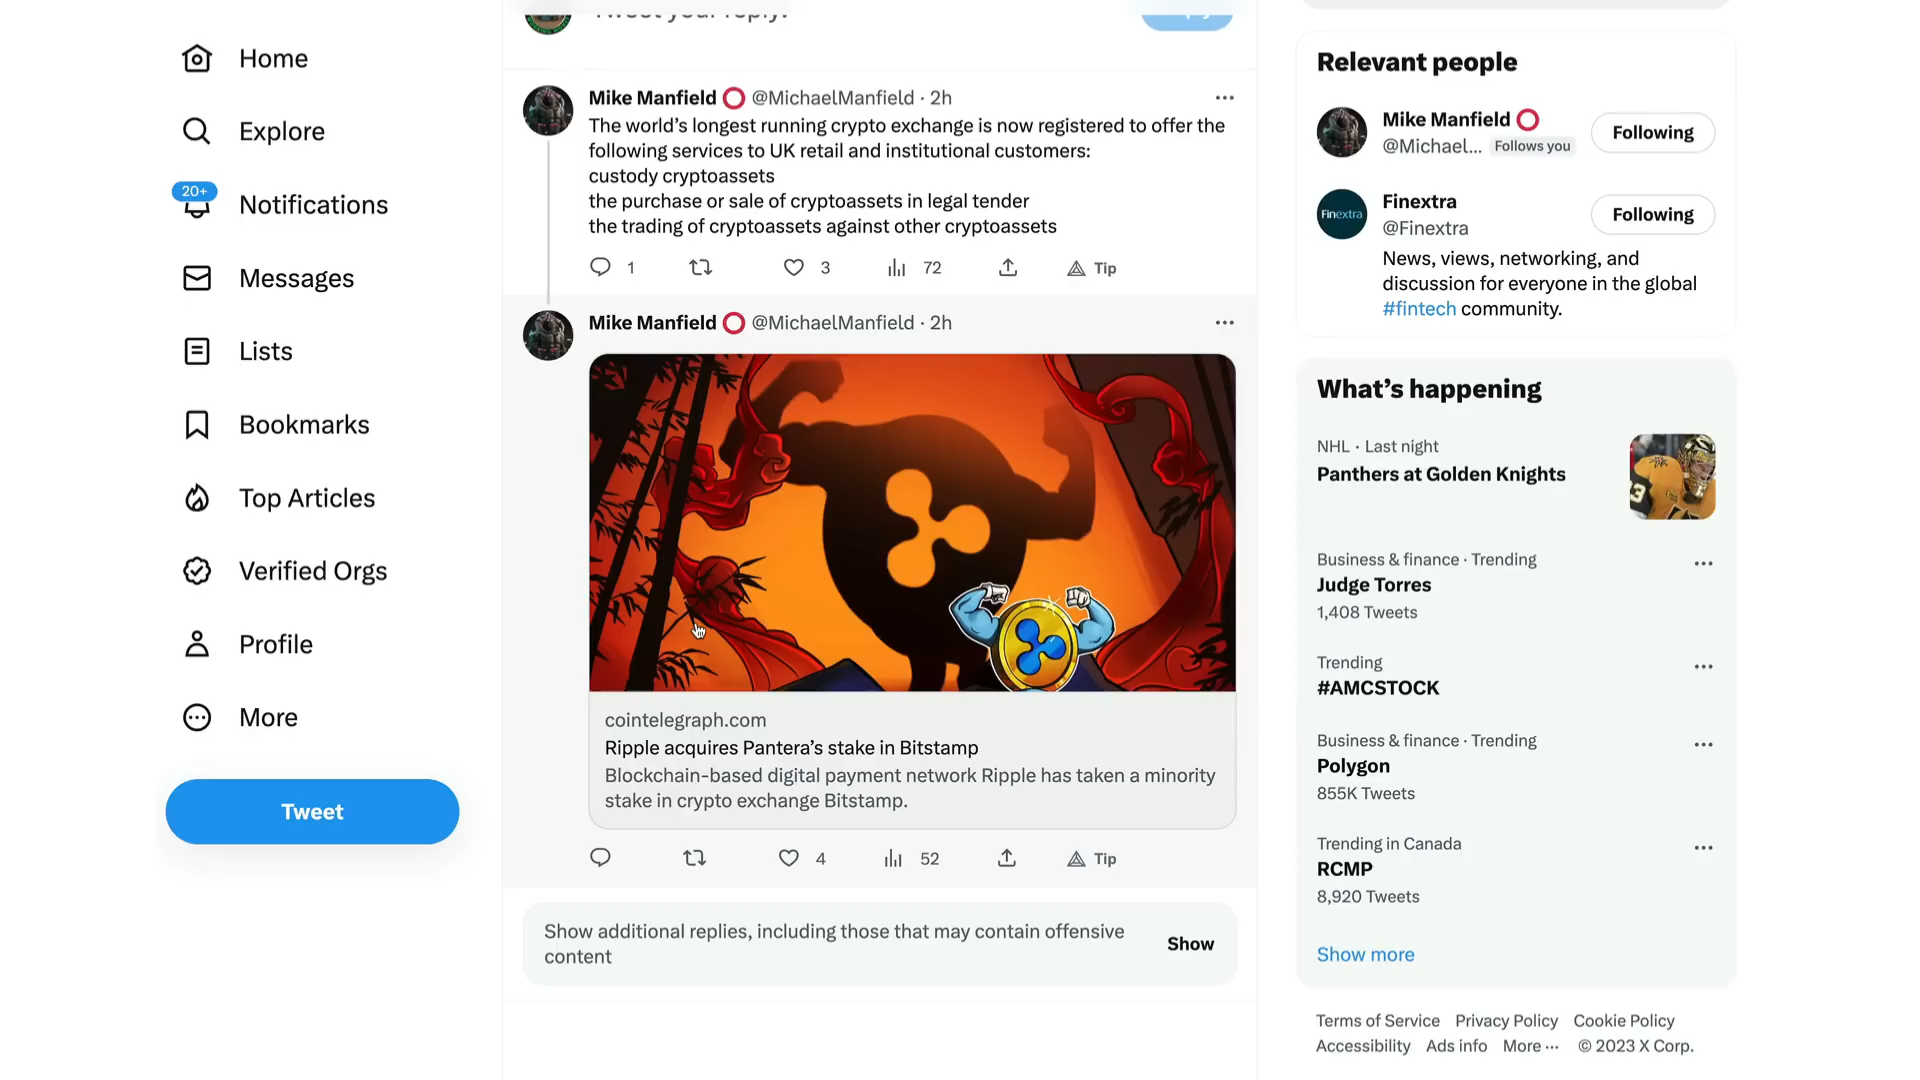 Home
Explore
20+
Notifications
Messages
Lists
Bookmarks
Top Articles
Verified Orgs
Profile
More
Tweet
Tweet your reply!
Reply
Mike Manfield @MichaelManfield · 2h
The world’s longest running crypto exchange is now registered to offer the
following services to UK retail and institutional customers:
custody cryptoassets
the purchase or sale of cryptoassets in legal tender
the trading of cryptoassets against other cryptoassets
1 3 72 Tip
Mike Manfield @MichaelManfield · 2h
cointelegraph.com
Ripple acquires Pantera’s stake in Bitstamp
Blockchain-based digital payment network Ripple has taken a minority
stake in crypto exchange Bitstamp.
4 52 Tip
Show additional replies, including those that may contain offensive
content
Show
Relevant people
Mike Manfield
@Michael... Follows you
Following
Finextra
Finextra
@Finextra
Following
News, views, networking, and
discussion for everyone in the global
#fintech community.
What’s happening
NHL · Last night
Panthers at Golden Knights
Business & finance · Trending
Judge Torres
1,408 Tweets
Trending
#AMCSTOCK
Business & finance · Trending
Polygon
855K Tweets
Trending in Canada
RCMP
8,920 Tweets
Show more
Terms of Service Privacy Policy Cookie Policy
Accessibility Ads info More ··· © 2023 X Corp.